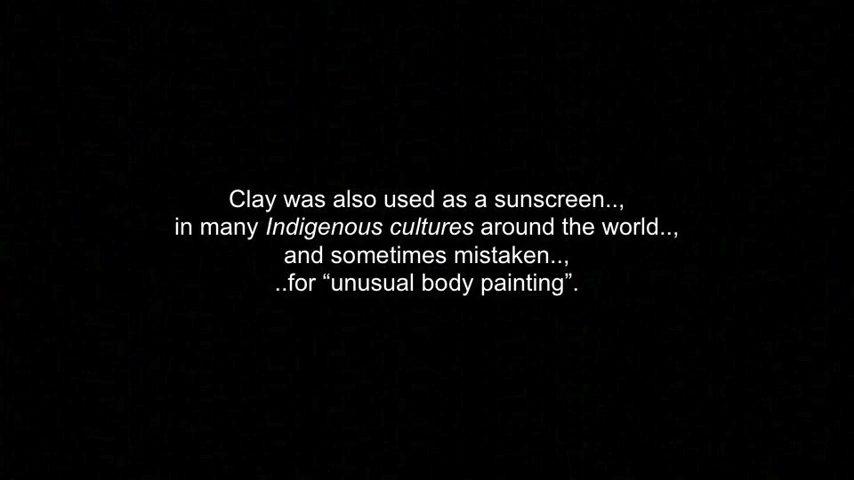 Clay was also used as a sunscreen..,
in many Indigenous cultures around the world..,
and sometimes mistaken..,
..for “unusual body painting”.